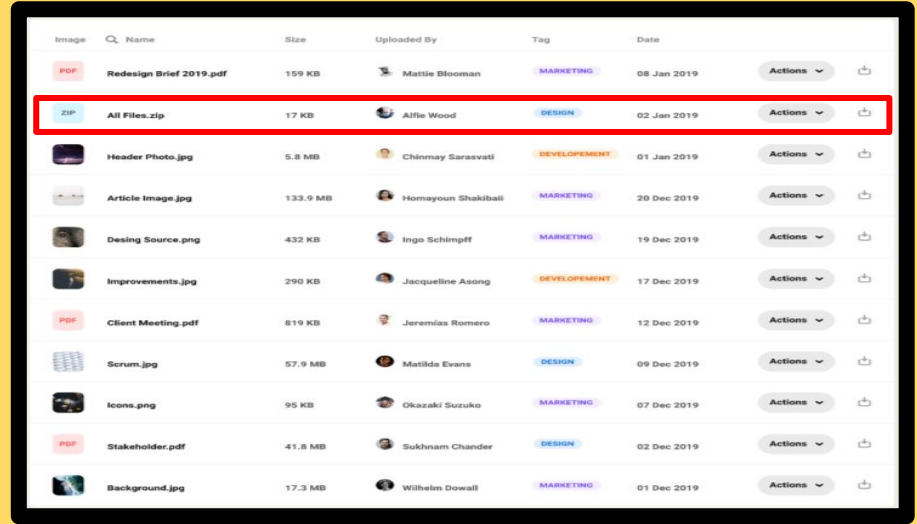 Image Name Size Uploaded By Tag Date
PDF Redesign Brief 2019.pdf 159 KB Mattie Blooman MARKETING 08 Jan 2019 Actions
ZIP All Files.zip 17 KB Alfie Wood DESIGN 02 Jan 2019 Actions
Header Photo.jpg 5.8 MB Chinmay Sarasvati DEVELOPEMENT 01 Jan 2019 Actions
Article Image.jpg 133.9 MB Homayoun Shakibaii MARKETING 20 Dec 2019 Actions
Desing Source.png 432 KB Ingo Schimpff MARKETING 19 Dec 2019 Actions
Improvements.jpg 290 KB Jacqueline Asong DEVELOPEMENT 17 Dec 2019 Actions
PDF Client Meeting.pdf 819 KB Jeremías Romero MARKETING 12 Dec 2019 Actions
Scrum.jpg 57.9 MB Matilda Evans DESIGN 09 Dec 2019 Actions
Icons.png 95 KB Okazaki Suzuko MARKETING 07 Dec 2019 Actions
PDF Stakeholder.pdf 41.8 MB Sukhnam Chander DESIGN 02 Dec 2019 Actions
Background.jpg 17.3 MB Wilhelm Dowall MARKETING 01 Dec 2019 Actions